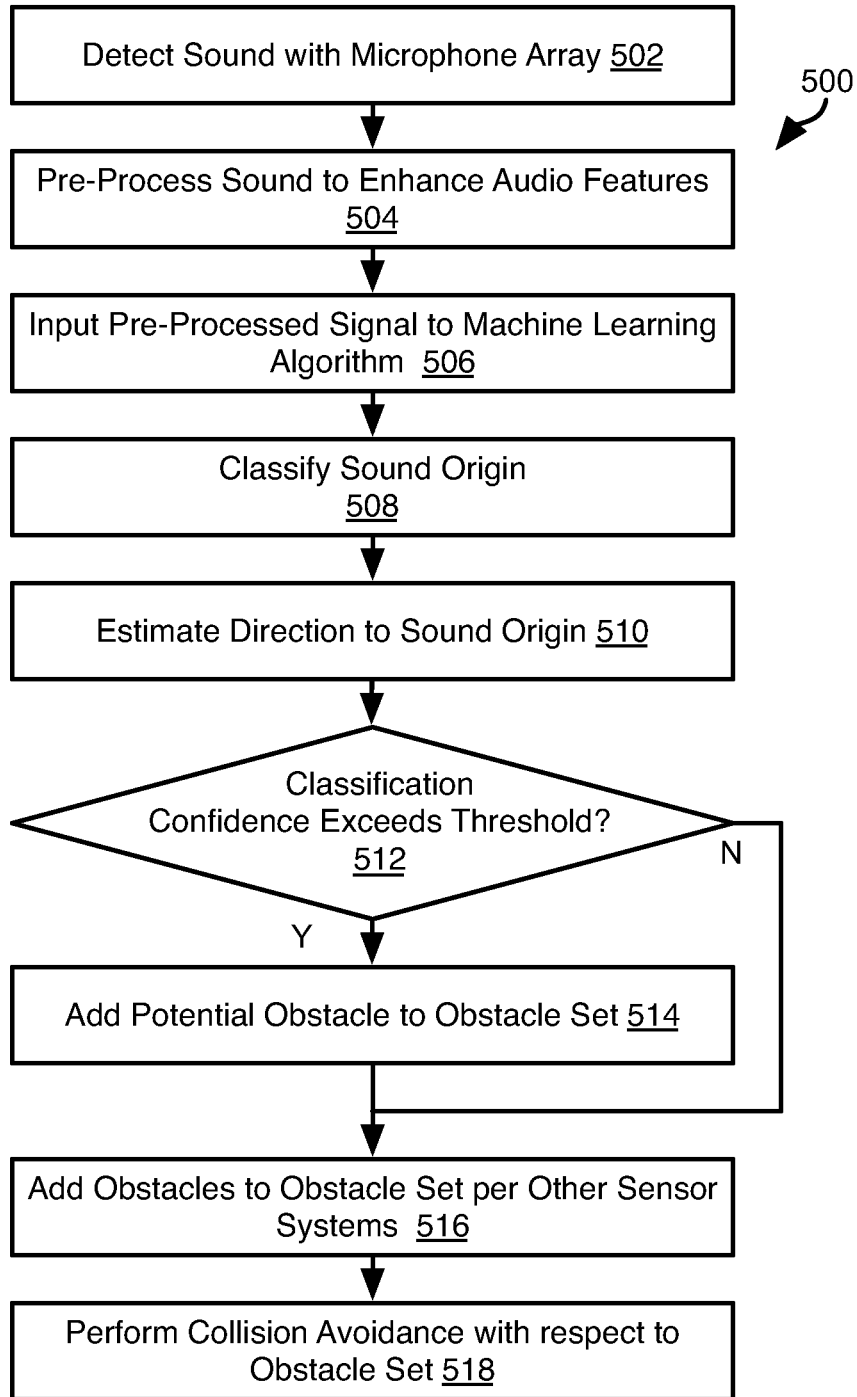 Detect Sound with Microphone Array 502
500
Pre-Process Sound to Enhance Audio Features
504
Input Pre-Processed Signal to Machine Learning
Algorithm 506
Classify Sound Origin
508
Estimate Direction to Sound Origin 510
Classification
Confidence Exceeds Threshold?
512
N
Y
Add Potential Obstacle to Obstacle Set 514
Add Obstacles to Obstacle Set per Other Sensor
Systems 516
Perform Collision Avoidance with respect to
Obstacle Set 518